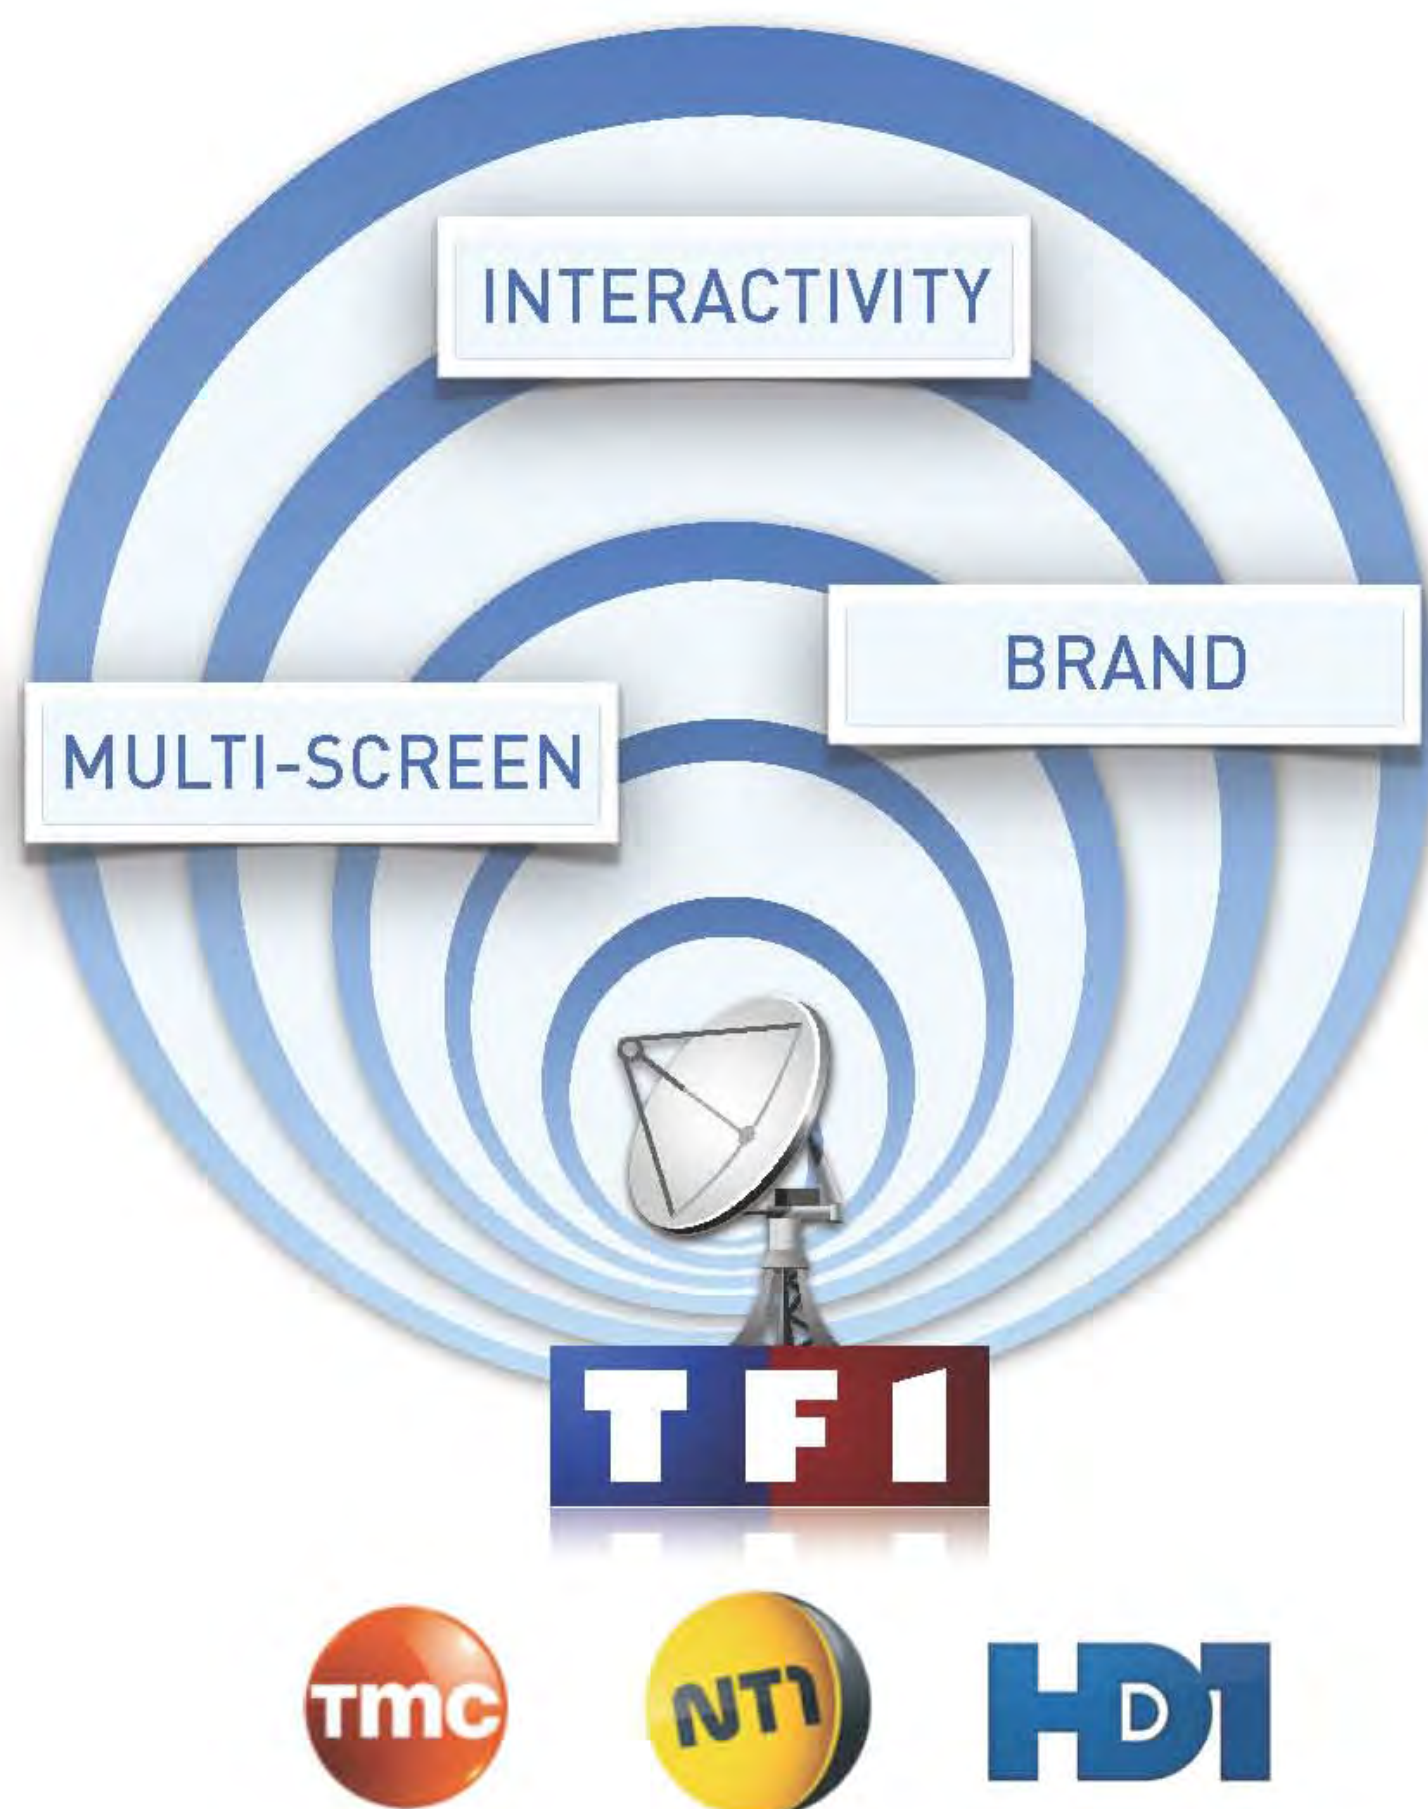 INTERACTIVITY
BRAND
MULTI-SCREEN
TF1
TMC
NT1
HD1